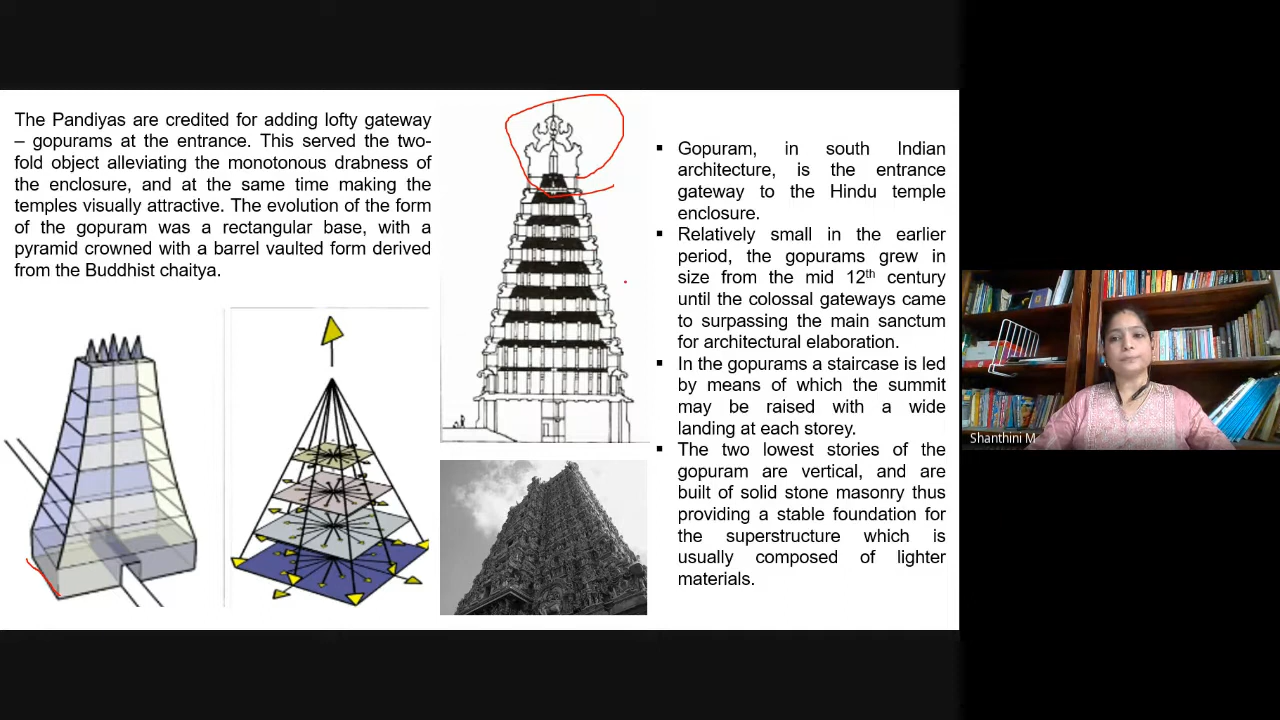 The Pandiyas are credited for adding lofty gateway
– gopurams at the entrance. This served the two-
fold object alleviating the monotonous drabness of
the enclosure, and at the same time making the
temples visually attractive. The evolution of the form
of the gopuram was a rectangular base, with a
pyramid crowned with a barrel vaulted form derived
from the Buddhist chaitya.
▪ Gopuram, in south Indian
architecture, is the entrance
gateway to the Hindu temple
enclosure.
▪ Relatively small in the earlier
period, the gopurams grew in
size from the mid 12th century
until the colossal gateways came
to surpassing the main sanctum
for architectural elaboration.
▪ In the gopurams a staircase is led
by means of which the summit
may be raised with a wide
landing at each storey.
▪ The two lowest stories of the
gopuram are vertical, and are
built of solid stone masonry thus
providing a stable foundation for
the superstructure which is
usually composed of lighter
materials.
Shanthini M